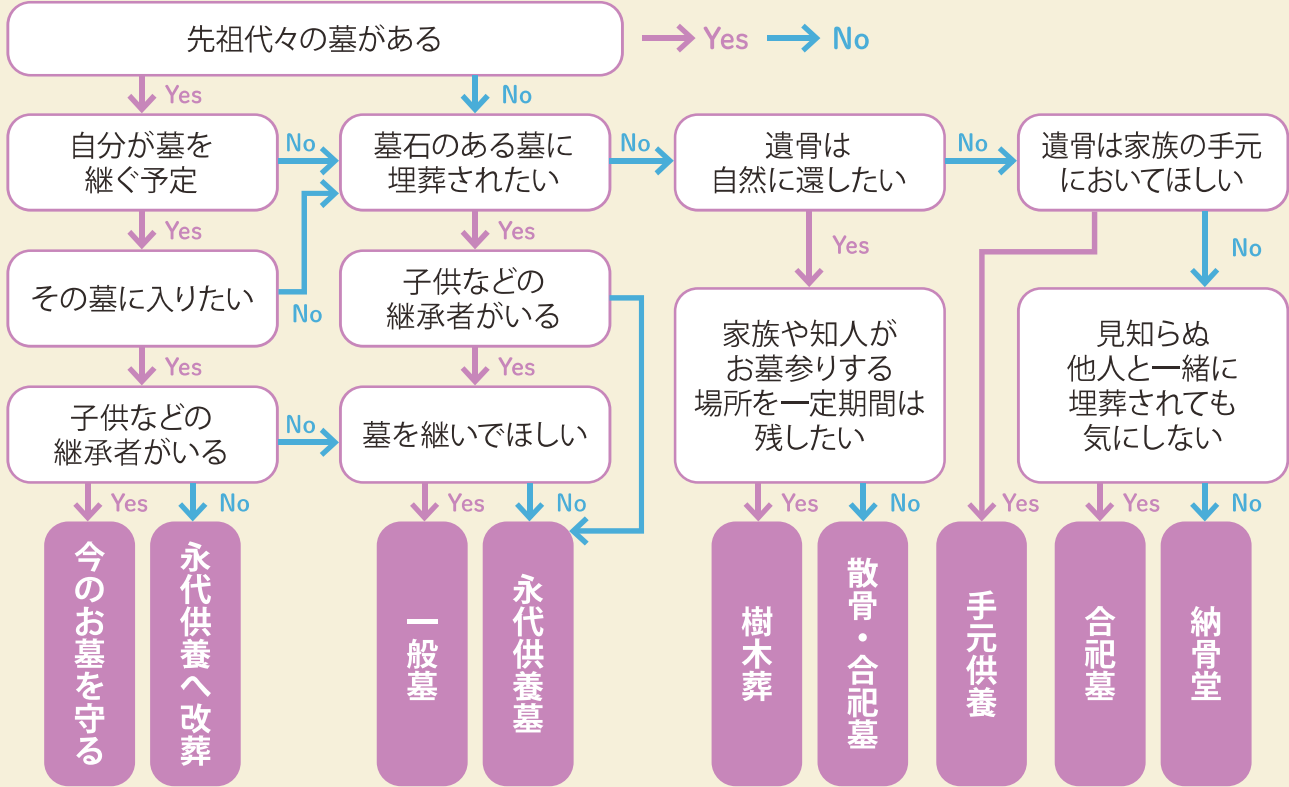 先祖代々の墓がある
Yes
No
Yes
No
自分が墓を
継ぐ予定
No
墓石のある墓に
埋葬されたい
No
遺骨は
自然に還したい
No
遺骨は家族の手元
においてほしい
Yes
Yes
Yes
No
その墓に入りたい
No
子供などの
継承者がいる
家族や知人が
お墓参りする
場所を一定期間は
残したい
見知らぬ
他人と一緒に
埋葬されても
気にしない
Yes
Yes
子供などの
継承者がいる
No
墓を継いでほしい
Yes
No
Yes
No
Yes
No
Yes
Yes
No
今のお墓を守る
永代供養へ改葬
一般墓
永代供養墓
樹木葬
散骨・合祀墓
手元供養
合祀墓
納骨堂